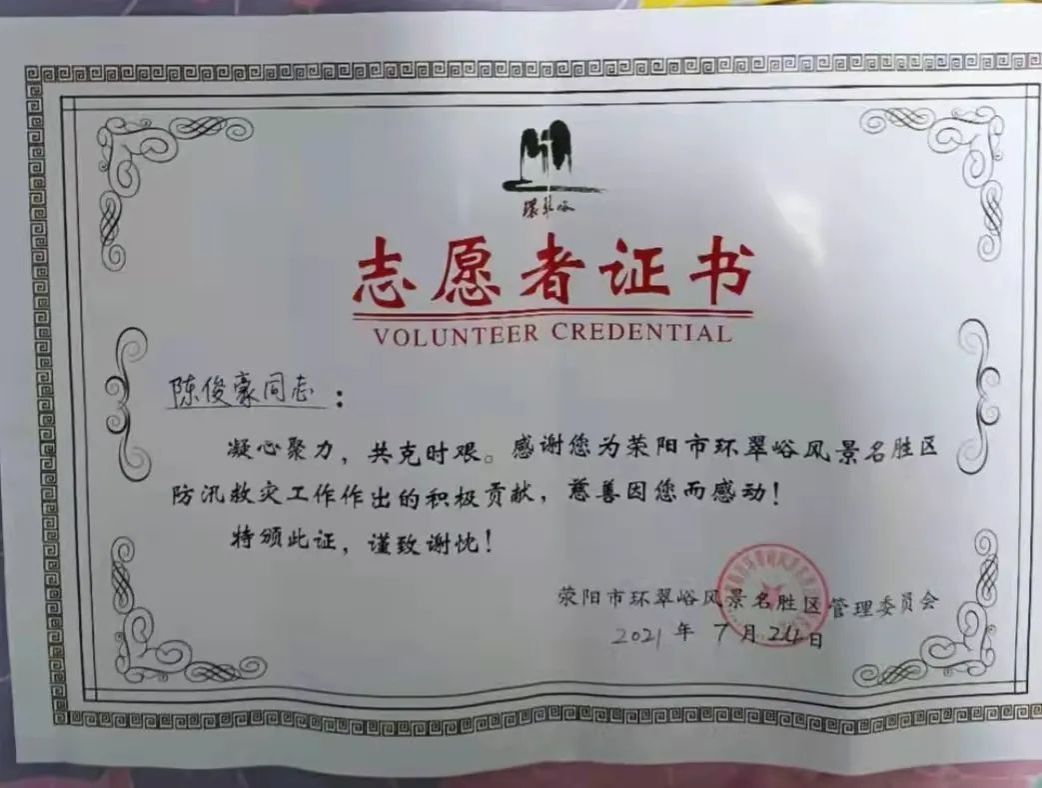 环翠峪
志愿者证书
VOLUNTEER CREDENTIAL
陈俊豪同志：
凝心聚力，共克时艰。感谢您为荥阳市环翠峪风景名胜区
防汛救灾工作作出的积极贡献，慈善因您而感动！
特颁此证，谨致谢忱！
荥阳市环翠峪风景名胜区管理委员会
2021年7月24日